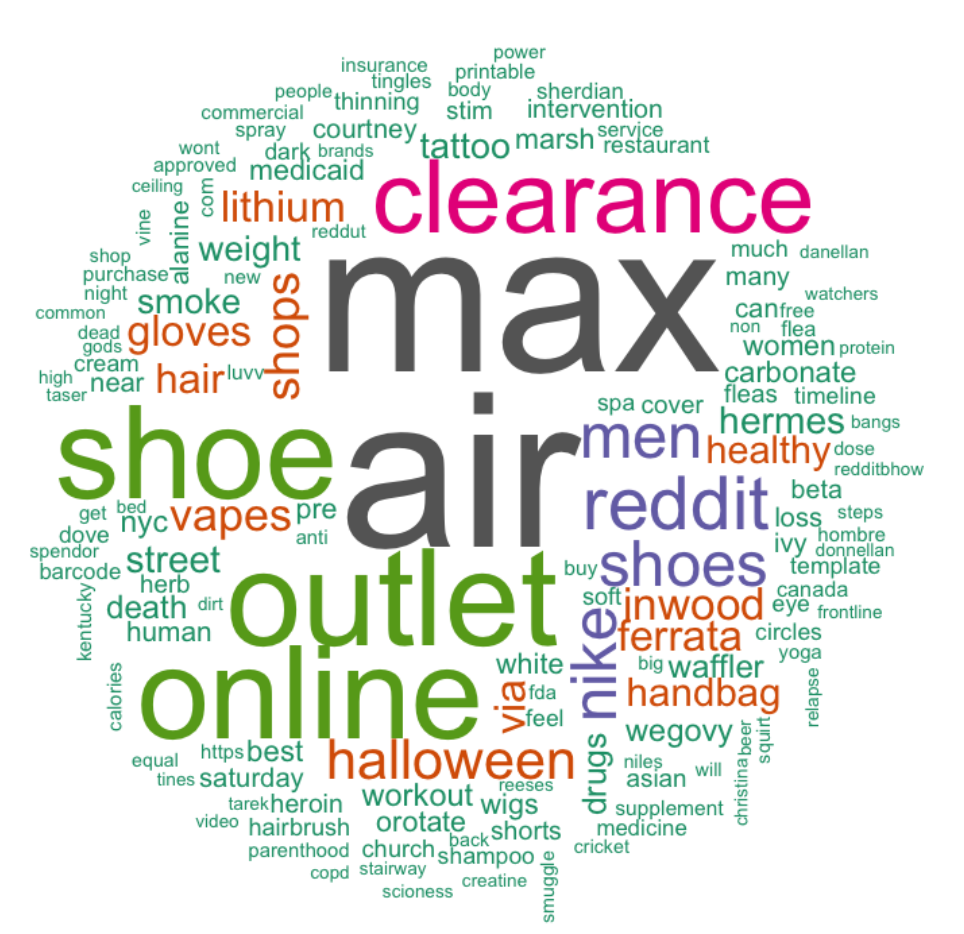 power
insurance
printable
tingles
people
body
sherdian
thinning
commercial
stim
intervention
spray
courtney
service
tattoo
marsh
restaurant
wont
dark
brands
approved
medicaid
clearance
ceiling
com
lithium
vine
alanine
reddut
weight
max
much
danellan
shop
purchase
new
many
night
smoke
shops
watchers
common
can
free
gloves
non
flea
dead
gods
women
protein
cream
hair
luvv
carbonate
high
near
taser
fleas
timeline
air
spa
cover
shoe
hermes
bangs
men
healthy
dose
redditbhow
reddit
beta
get
bed
nyc
vapes
pre
loss
steps
dove
anti
ivy
hombre
spendor
donnellan
street
shoes
barcode
buy
template
herb
outlet
soft
canada
kentucky
death
dirt
inwood
eye
frontline
human
ferrata
circles
nike
yoga
online
white
big
waffler
calories
via
fda
handbag
relapse
feel
wegovy
https
best
equal
halloween
drugs
niles
christina
beer
squirt
tines
saturday
reeses
asian
will
tarek
heroin
workout
wigs
supplement
video
hairbrush
orotate
shorts
medicine
parenthood
church
back
shampoo
cricket
copd
stairway
creatine
smuggle
scioness